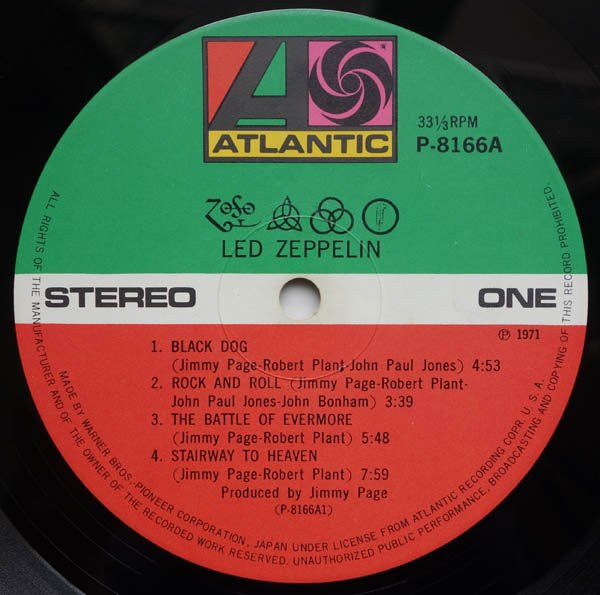 ATLANTIC
33⅓RPM
P-8166A
ZoSo
LED ZEPPELIN
STEREO
ONE
Ⓟ 1971
1. BLACK DOG
(Jimmy Page-Robert Plant-John Paul Jones) 4:53
2. ROCK AND ROLL (Jimmy Page-Robert Plant-
John Paul Jones-John Bonham) 3:39
3. THE BATTLE OF EVERMORE
(Jimmy Page-Robert Plant) 5:48
4. STAIRWAY TO HEAVEN
(Jimmy Page-Robert Plant) 7:59
Produced by Jimmy Page
(P-8166A1)
MADE BY WARNER BROS.-PIONEER CORPORATION, JAPAN UNDER LICENSE FROM ATLANTIC RECORDING CORP. U. S. A.
ALL RIGHTS OF THE MANUFACTURER AND OF THE OWNER OF THE RECORDED WORK RESERVED. UNAUTHORIZED PUBLIC PERFORMANCE, BROADCASTING AND COPYING OF THIS RECORD PROHIBITED.